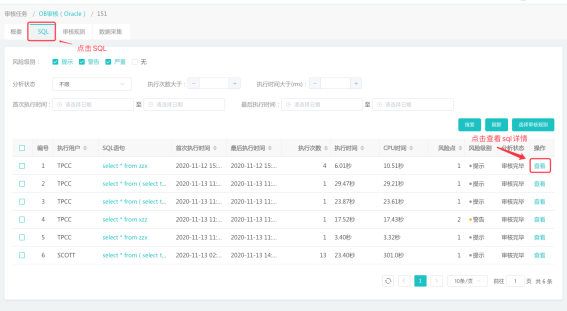 审核任务 / OB审核 ( Oracle ) / 151
概要 SQL 审核规则 数据采集
点击 SQL
风险级别： 提示 警告 严重 无
分析状态 不限 执行次数大于： − + 执行时间大于(ms)： − +
首次执行时间： 请选择日期 至 请选择日期 最后执行时间： 请选择日期 至 请选择日期
搜索 刷新 选择审核规则
点击查看 sql 详情
编号 执行用户 SQL语句 首次执行时间 最后执行时间 执行次数 执行时间 CPU时间 风险点 风险级别 分析状态 操作
1 TPCC select * from zzx 2020-11-12 15:... 2020-11-12 15:... 4 6.01秒 10.51秒 1 提示 审核完毕 查看
2 TPCC select * from ( select t... 2020-11-13 11:... 2020-11-13 11:... 1 29.47秒 29.21秒 1 提示 审核完毕 查看
3 TPCC select * from ( select t... 2020-11-13 11:... 2020-11-13 11:... 1 23.87秒 23.61秒 1 提示 审核完毕 查看
4 TPCC select * from xzz 2020-11-13 11:... 2020-11-13 11:... 1 17.52秒 17.43秒 2 警告 审核完毕 查看
5 TPCC select * from zzv 2020-11-13 11:... 2020-11-13 11:... 1 3.40秒 3.32秒 1 提示 审核完毕 查看
6 SCOTT select * from ( select t... 2020-11-13 02:... 2020-11-13 14:... 13 23.40秒 301.0秒 1 提示 审核完毕 查看
< 1 > 10条/页 前往 1 页 共 6 条